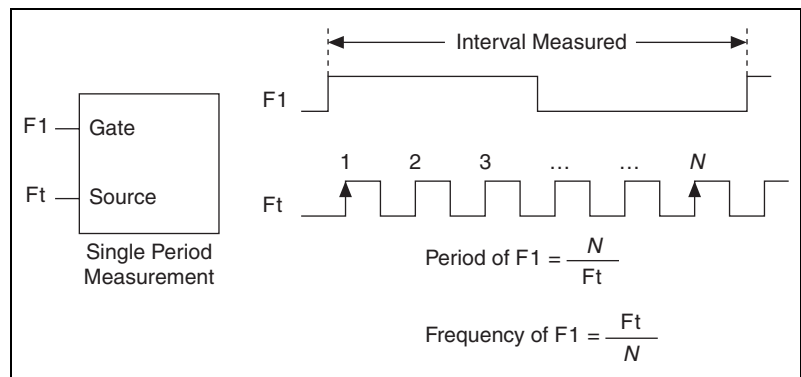 Interval Measured
F1
F1
Gate
1 2 3 … … N
Ft
Source
Ft
Single Period
Measurement
Period of F1 = N
Ft
Frequency of F1 = Ft
N